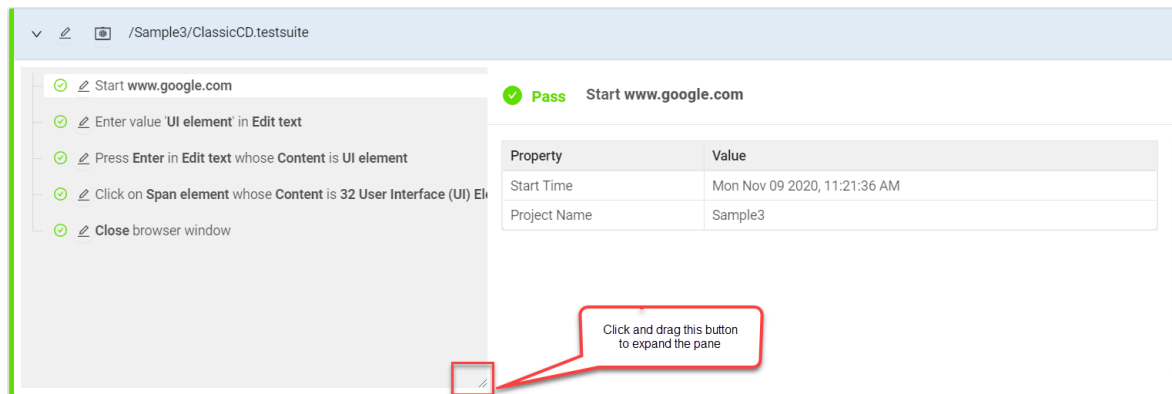 /Sample3/ClassicCD.testsuite
Start www.google.com
Enter value 'UI element' in Edit text
Press Enter in Edit text whose Content is UI element
Click on Span element whose Content is 32 User Interface (UI) El
Close browser window
Pass Start www.google.com
Property Value
Start Time Mon Nov 09 2020, 11:21:36 AM
Project Name Sample3
Click and drag this button
to expand the pane